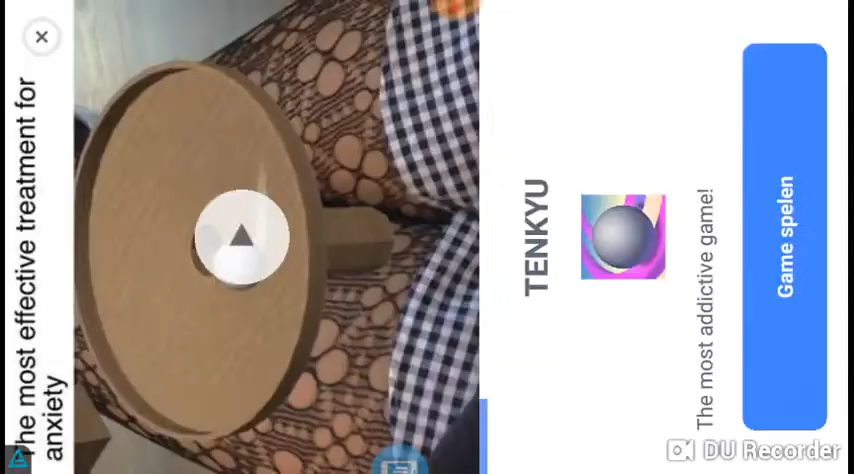 The most effective treatment for
anxiety
TENKYU
The most addictive game!
Game spelen
DU Recorder